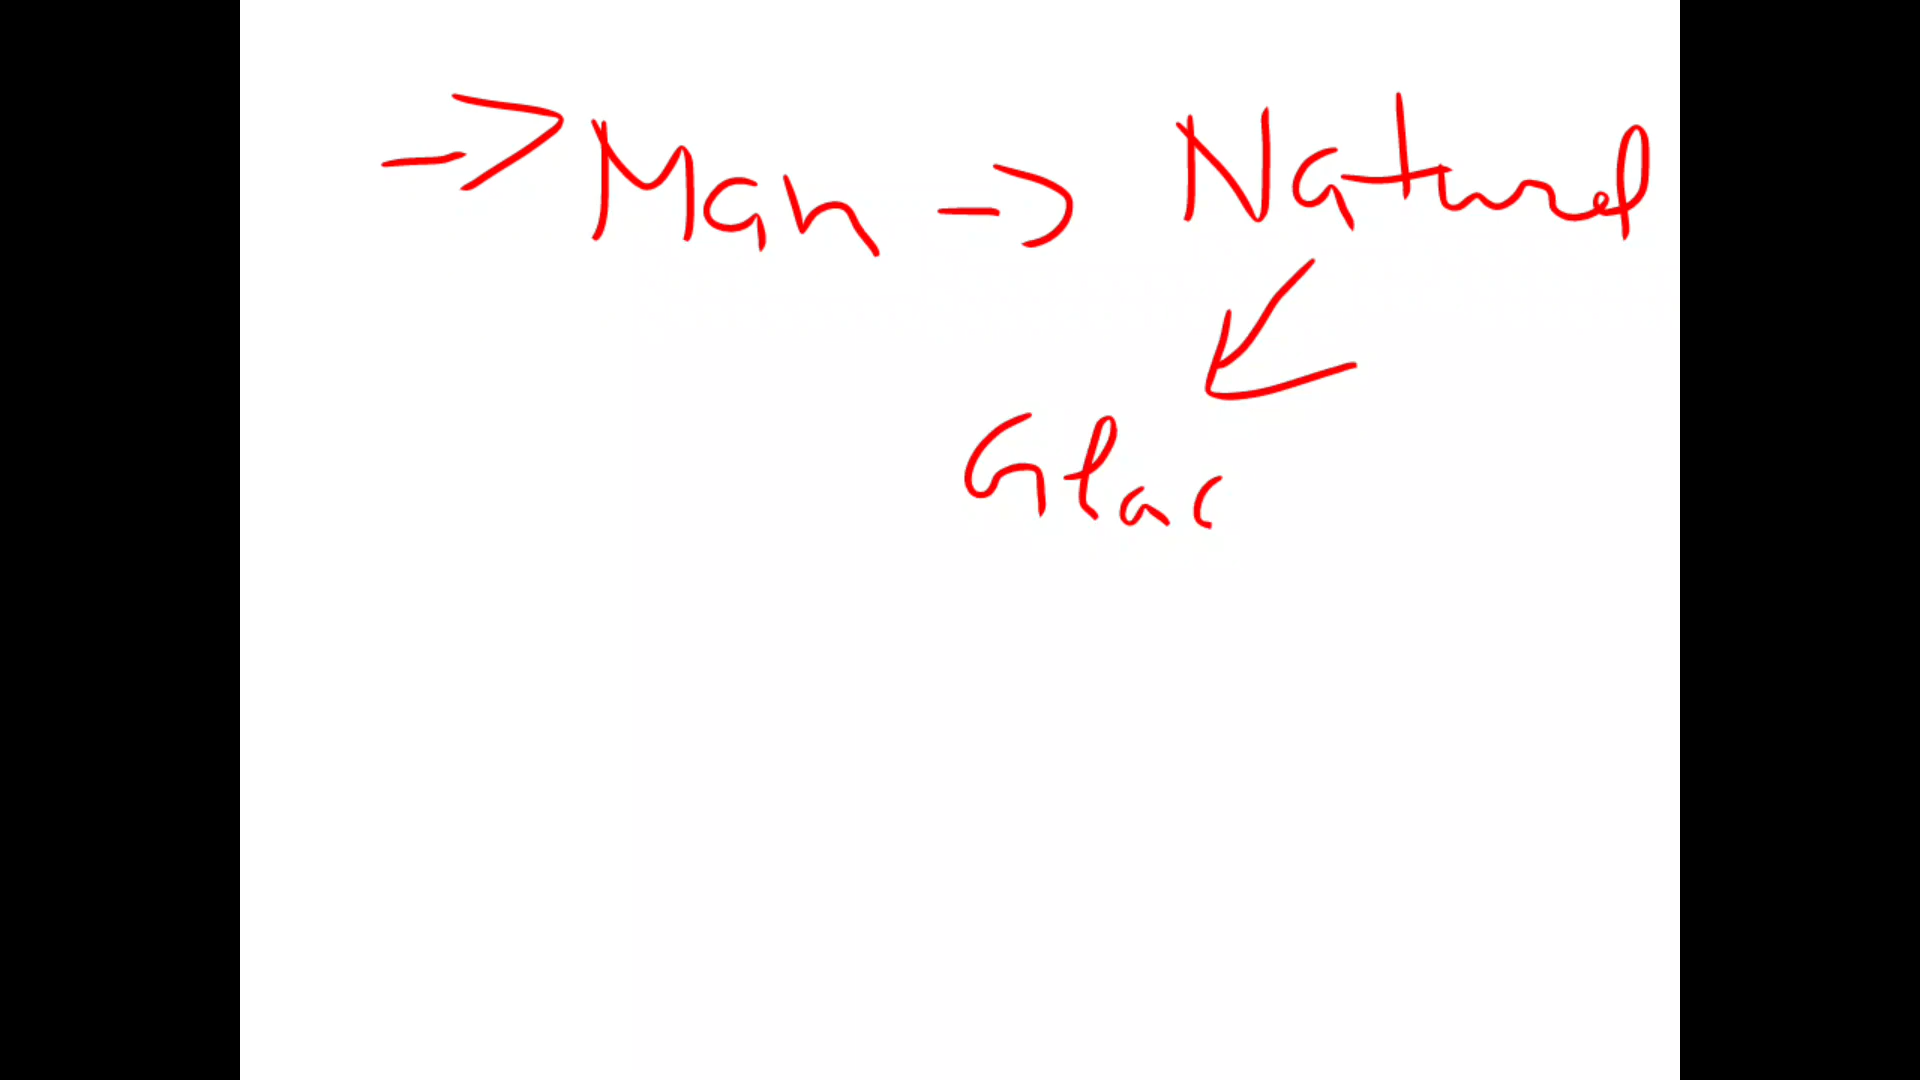 → Man → Natural
Glac